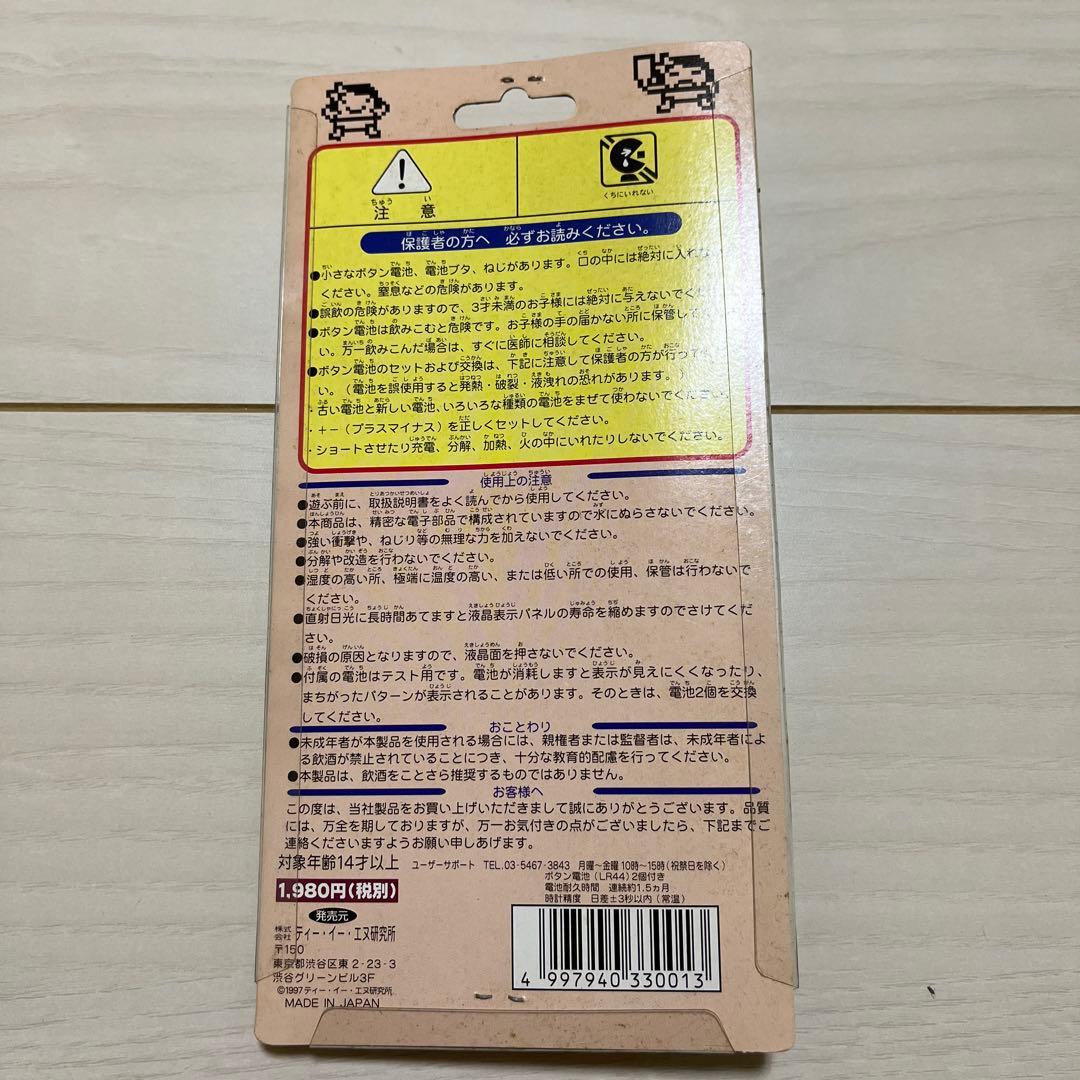 注意
くちにいれない
保護者の方へ 必ずお読みください。
●小さなボタン電池、電池ブタ、ねじがあります。口の中には絶対に入れな
ください。窒息などの危険があります。
●誤飲の危険がありますので、3才未満のお子様には絶対に与えないでく
●ボタン電池は飲みこむと危険です。お子様の手の届かない所に保管して
い。万一飲みこんだ場合は、すぐに医師に相談してください。
●ボタン電池のセットおよび交換は、下記に注意して保護者の方が行って
い。(電池を誤使用すると発熱・破裂・液洩れの恐れがあります。)
・古い電池と新しい電池、いろいろな種類の電池をまぜて使わないでください。
・+−(プラスマイナス)を正しくセットしてください。
・ショートさせたり充電、分解、加熱、火の中にいれたりしないでください。
使用上の注意
●遊ぶ前に、取扱説明書をよく読んでから使用してください。
●本商品は、精密な電子部品で構成されていますので水にぬらさないでください。
●強い衝撃や、ねじり等の無理な力を加えないでください。
●分解や改造を行わないでください。
●湿度の高い所、極端に温度の高い、または低い所での使用、保管は行わないで
ください。
●直射日光に長時間あてますと液晶表示パネルの寿命を縮めますのでさけてくだ
さい。
●破損の原因となりますので、液晶面を押さないでください。
●付属の電池はテスト用です。電池が消耗しますと表示が見えにくくなったり、
まちがったパターンが表示されることがあります。そのときは、電池2個を交換
してください。
おことわり
●未成年者が本製品を使用される場合には、親権者または監督者は、未成年者によ
る飲酒が禁止されていることにつき、十分な教育的配慮を行ってください。
●本製品は、飲酒をことさら推奨するものではありません。
お客様へ
この度は、当社製品をお買い上げいただきまして誠にありがとうございます。品質
には、万全を期しておりますが、万一お気付きの点がございましたら、下記までご
連絡くださいますようお願い申しあげます。
対象年齢14才以上 ユーザーサポート TEL.03-5467-3843 月曜～金曜 10時～15時(祝祭日を除く)
ボタン電池(LR44)2個付き
電池耐久時間 連続約1.5ヵ月
時計精度 日差±3秒以内(常温)
1,980円(税別)
発売元
株式会社 ティー・イー・エヌ研究所
〒150
東京都渋谷区東2-23-3
渋谷グリーンビル3F
©1997ティー・イー・エヌ研究所
MADE IN JAPAN
4 997940 330013